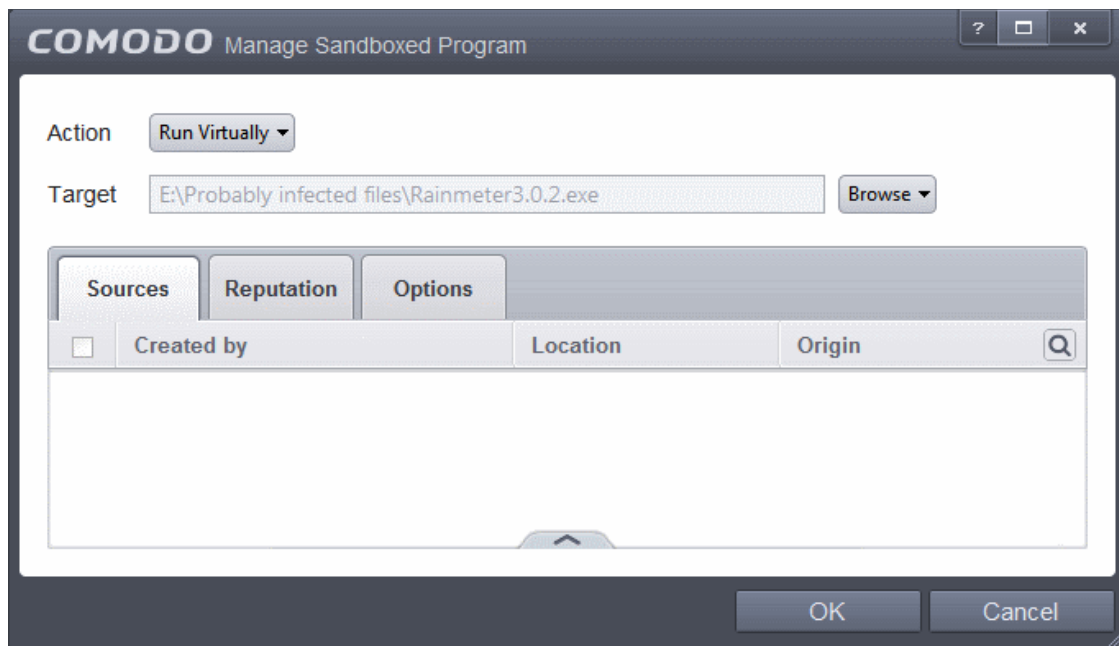 COMODO Manage Sandboxed Program ?
Action Run Virtually
Target E:\Probably infected files\Rainmeter3.0.2.exe Browse
Sources Reputation Options
Created by Location Origin
OK Cancel